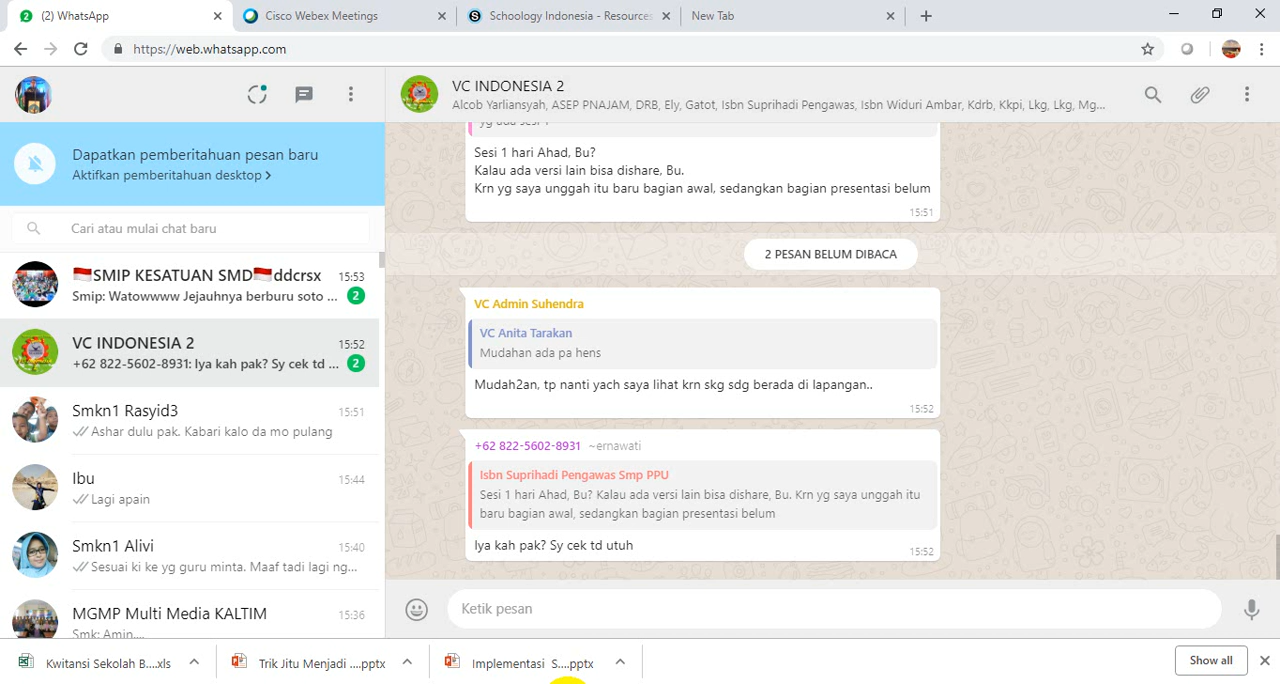 (2) WhatsApp
Cisco Webex Meetings
Schoology Indonesia - Resources
New Tab
https://web.whatsapp.com
VC INDONESIA 2
Alcob Yarliansyah, ASEP PNAJAM, DRB, Ely, Gatot, Isbn Suprihadi Pengawas, Isbn Widuri Ambar, Kdrb, Kkpi, Lkg, Lkg, Mg...
Dapatkan pemberitahuan pesan baru
Aktifkan pemberitahuan desktop >
Cari atau mulai chat baru
🇮🇩SMIP KESATUAN SMD🇮🇩ddcrsx 15:53
Smip: Watowwww Jejauhnya berburu soto ... 2
VC INDONESIA 2 15:52
+62 822-5602-8931: Iya kah pak? Sy cek td ... 2
Smkn1 Rasyid3 15:51
Ashar dulu pak. Kabari kalo da mo pulang
Ibu 15:44
Lagi apain
Smkn1 Alivi 15:40
Sesuai ki ke yg guru minta. Maaf tadi lagi ng...
MGMP Multi Media KALTIM 15:36
Smk: Amin....
yg ada sesi 1
Sesi 1 hari Ahad, Bu?
Kalau ada versi lain bisa dishare, Bu.
Krn yg saya unggah itu baru bagian awal, sedangkan bagian presentasi belum
15:51
2 PESAN BELUM DIBACA
VC Admin Suhendra
VC Anita Tarakan
Mudahan ada pa hens
Mudah2an, tp nanti yach saya lihat krn skg sdg berada di lapangan..
15:52
+62 822-5602-8931 ~ernawati
Isbn Suprihadi Pengawas Smp PPU
Sesi 1 hari Ahad, Bu? Kalau ada versi lain bisa dishare, Bu. Krn yg saya unggah itu
baru bagian awal, sedangkan bagian presentasi belum
Iya kah pak? Sy cek td utuh
15:52
Ketik pesan
Kwitansi Sekolah B....xls
Trik Jitu Menjadi ....pptx
Implementasi S....pptx
Show all